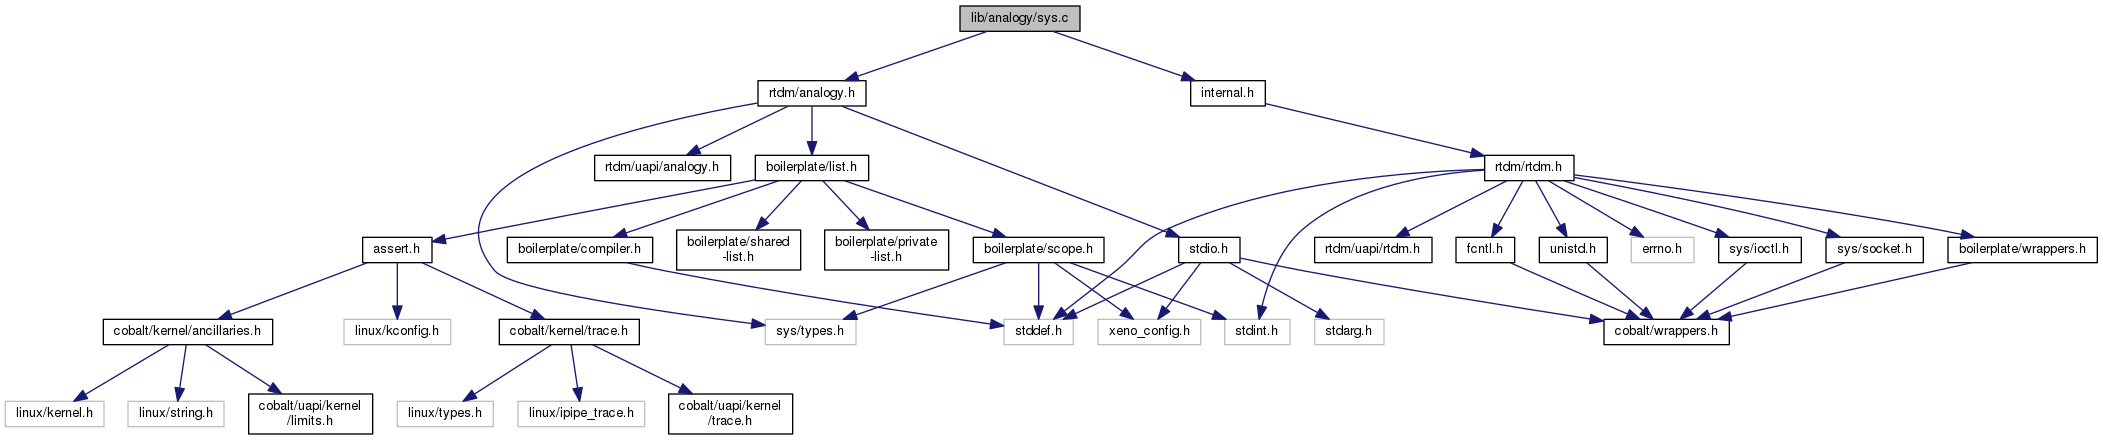 lib/analogy/sys.c
rtdm/analogy.h
internal.h
rtdm/uapi/analogy.h
boilerplate/list.h
rtdm/rtdm.h
assert.h
boilerplate/compiler.h
boilerplate/shared
-list.h
boilerplate/private
-list.h
boilerplate/scope.h
stdio.h
rtdm/uapi/rtdm.h
fcntl.h
unistd.h
errno.h
sys/ioctl.h
sys/socket.h
boilerplate/wrappers.h
cobalt/kernel/ancillaries.h
linux/kconfig.h
cobalt/kernel/trace.h
sys/types.h
stddef.h
xeno_config.h
stdint.h
stdarg.h
cobalt/wrappers.h
linux/kernel.h
linux/string.h
cobalt/uapi/kernel
/limits.h
linux/types.h
linux/ipipe_trace.h
cobalt/uapi/kernel
/trace.h